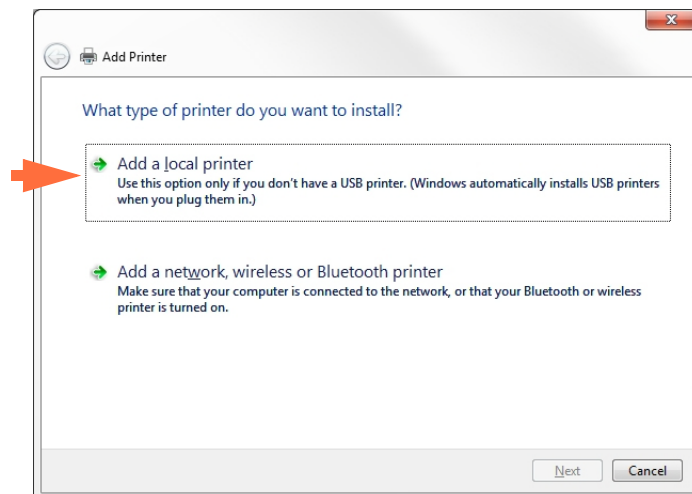 Add Printer
What type of printer do you want to install?
Add a local printer
Use this option only if you don't have a USB printer. (Windows automatically installs USB printers
when you plug them in.)
Add a network, wireless or Bluetooth printer
Make sure that your computer is connected to the network, or that your Bluetooth or wireless
printer is turned on.
Next
Cancel